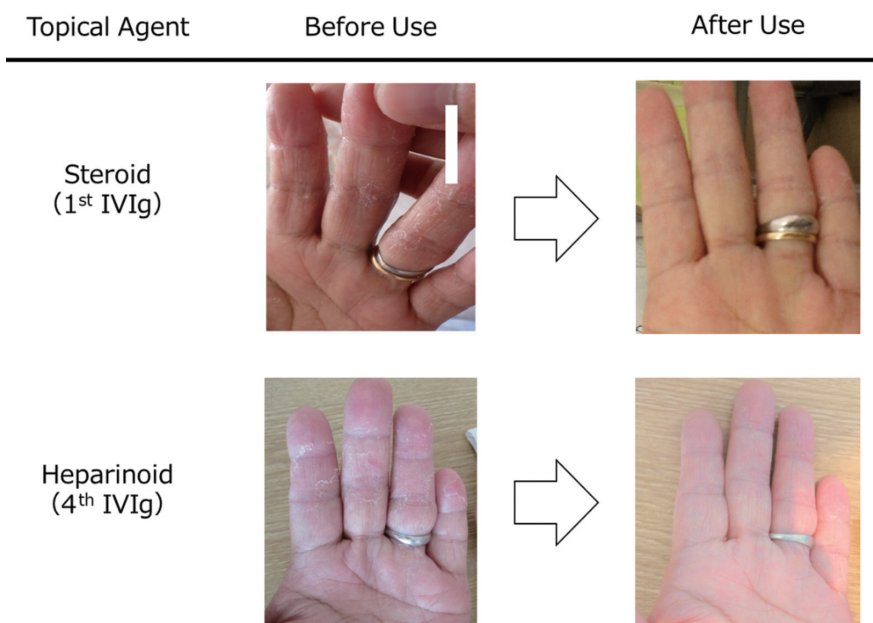 Topical Agent Before Use After Use
Steroid
(1st IVIg)
Heparinoid
(4th IVIg)